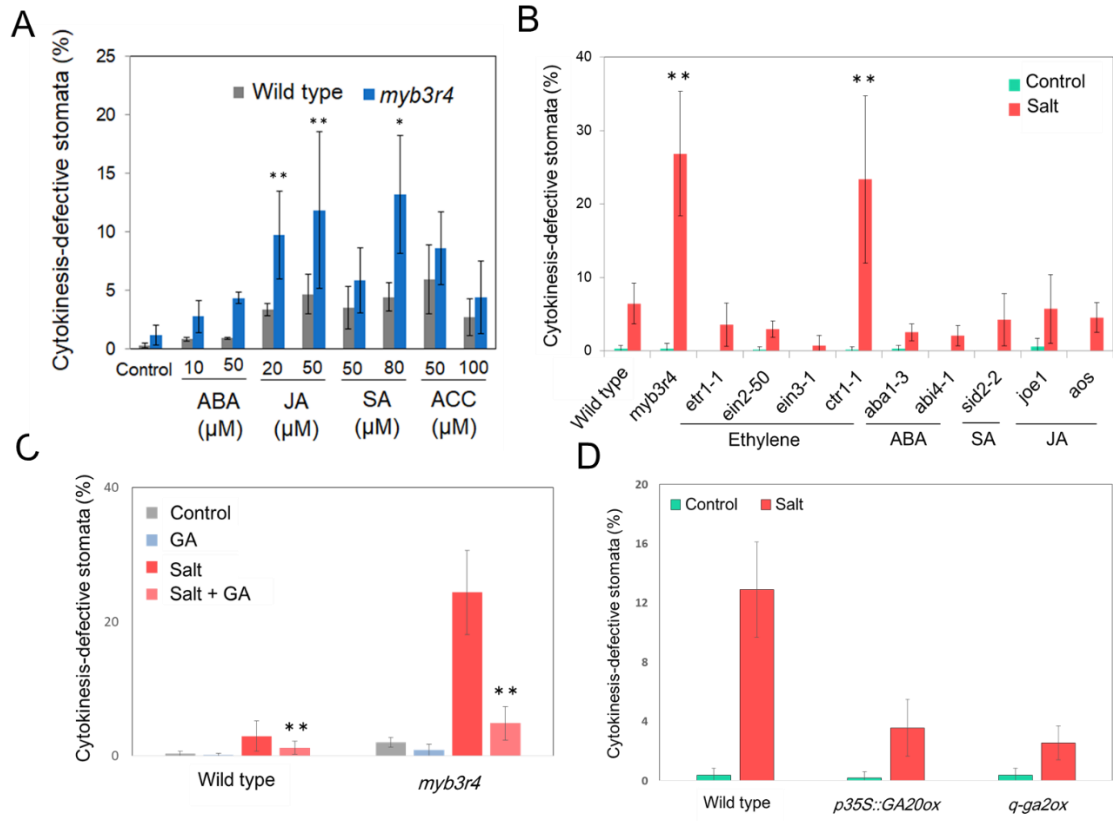 A
Cytokinesis-defective stomata (%)
25
20
15
10
5
0
Wild type
myb3r4
**
**
*
Control
10
50
20
50
50
80
50
100
ABA
JA
SA
ACC
(µM)
(µM)
(µM)
(µM)
B
Cytokinesis-defective stomata (%)
40
30
20
10
0
**
**
Control
Salt
Wild type
myb3r4
etr1-1
ein2-50
ein3-1
ctr1-1
aba1-3
abi4-1
sid2-2
joe1
aos
Ethylene
ABA
SA
JA
C
Cytokinesis-defective stomata (%)
40
20
0
Control
GA
Salt
Salt + GA
**
**
Wild type
myb3r4
D
Cytokinesis-defective stomata (%)
20
16
12
8
4
0
Control
Salt
Wild type
p35S::GA20ox
q-ga2ox